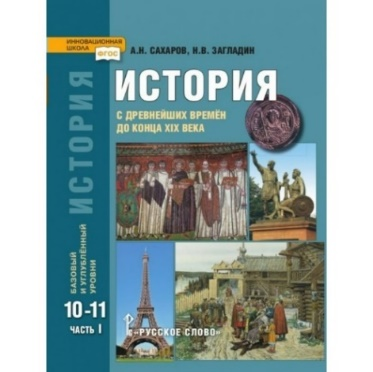 ИННОВАЦИОННАЯ
ШКОЛА
ФГОС
А.Н. САХАРОВ, Н.В. ЗАГЛАДИН
ИСТОРИЯ
С ДРЕВНЕЙШИХ ВРЕМЁН
ДО КОНЦА XIX ВЕКА
ИСТОРИЯ
БАЗОВЫЙ
И УГЛУБЛЁННЫЙ
УРОВНИ
10-11
ЧАСТЬ I
«РУССКОЕ СЛОВО»